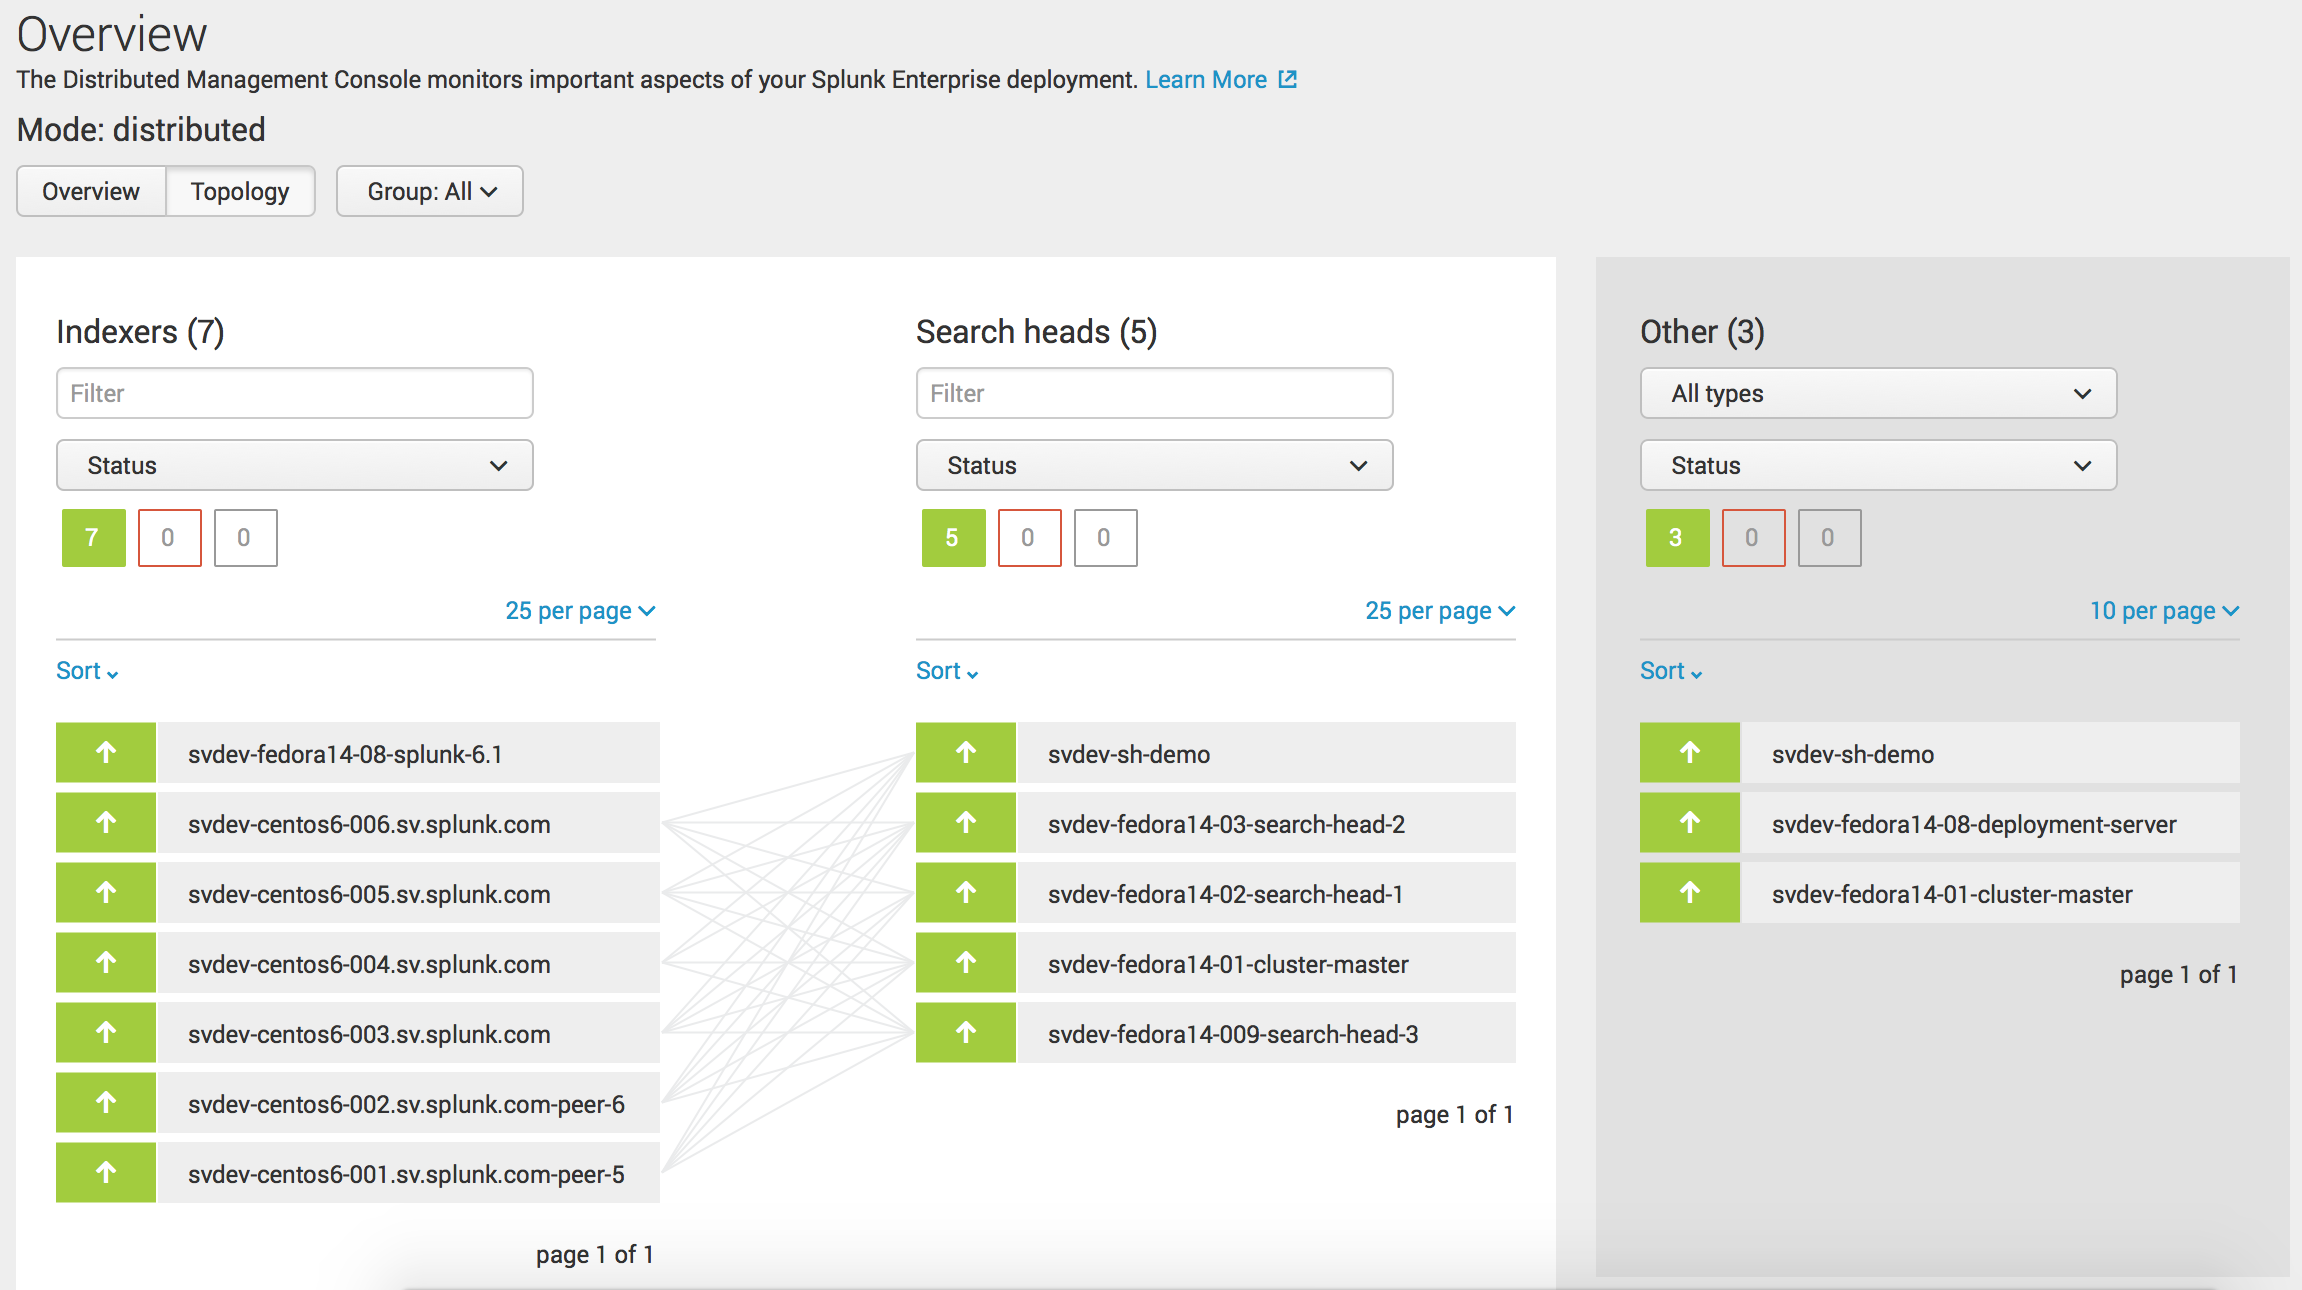 Overview
The Distributed Management Console monitors important aspects of your Splunk Enterprise deployment. Learn More
Mode: distributed
Overview Topology Group: All
Indexers (7)
Filter
Status
7 0 0
25 per page
Sort
svdev-fedora14-08-splunk-6.1
svdev-centos6-006.sv.splunk.com
svdev-centos6-005.sv.splunk.com
svdev-centos6-004.sv.splunk.com
svdev-centos6-003.sv.splunk.com
svdev-centos6-002.sv.splunk.com-peer-6
svdev-centos6-001.sv.splunk.com-peer-5
page 1 of 1
Search heads (5)
Filter
Status
5 0 0
25 per page
Sort
svdev-sh-demo
svdev-fedora14-03-search-head-2
svdev-fedora14-02-search-head-1
svdev-fedora14-01-cluster-master
svdev-fedora14-009-search-head-3
page 1 of 1
Other (3)
All types
Status
3 0 0
10 per page
Sort
svdev-sh-demo
svdev-fedora14-08-deployment-server
svdev-fedora14-01-cluster-master
page 1 of 1